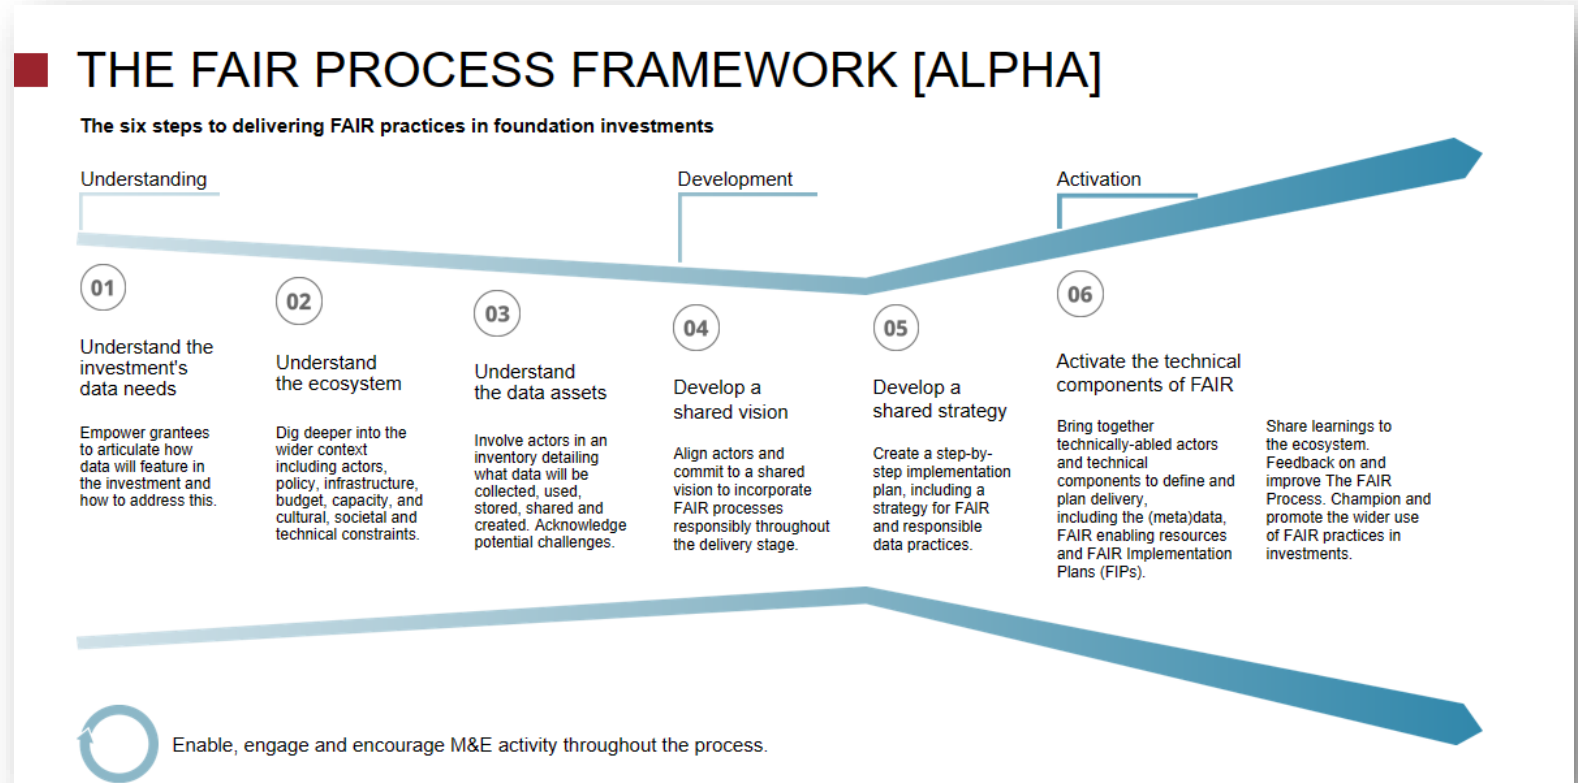 THE FAIR PROCESS FRAMEWORK [ALPHA]
The six steps to delivering FAIR practices in foundation investments
Understanding
Development
Activation
01
Understand the
investment's
data needs
Empower grantees
to articulate how
data will feature in
the investment and
how to address this.
02
Understand
the ecosystem
Dig deeper into the
wider context
including actors,
policy, infrastructure,
budget, capacity, and
cultural, societal and
technical constraints.
03
Understand
the data assets
Involve actors in an
inventory detailing
what data will be
collected, used,
stored, shared and
created. Acknowledge
potential challenges.
04
Develop a
shared vision
Align actors and
commit to a shared
vision to incorporate
FAIR processes
responsibly throughout
the delivery stage.
05
Develop a
shared strategy
Create a step-by-
step implementation
plan, including a
strategy for FAIR
and responsible
data practices.
06
Activate the technical
components of FAIR
Bring together
technically-abled actors
and technical
components to define and
plan delivery,
including the (meta)data,
FAIR enabling resources
and FAIR Implementation
Plans (FIPs).
Share learnings to
the ecosystem.
Feedback on and
improve The FAIR
Process. Champion and
promote the wider use
of FAIR practices in
investments.
Enable, engage and encourage M&E activity throughout the process.